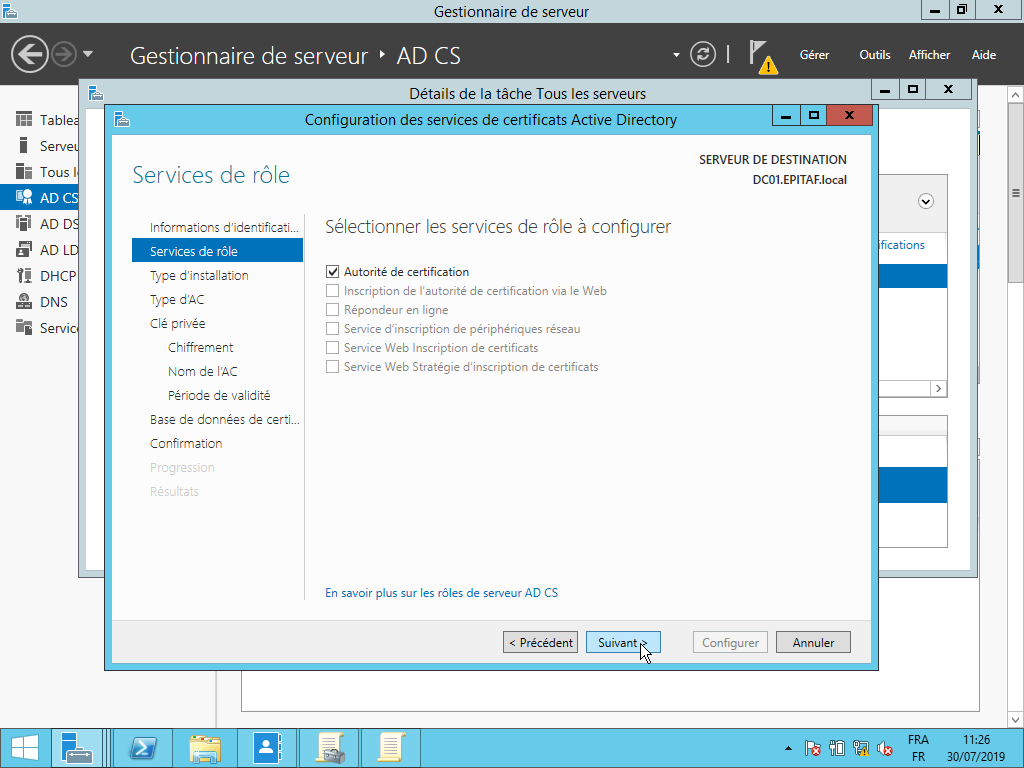 Gestionnaire de serveur
Gestionnaire de serveur
AD CS
Gérer
Outils
Afficher
Aide
Détails de la tâche Tous les serveurs
Configuration des services de certificats Active Directory
AD CS
AD DS
AD LD
DHCP
DNS
Services de rôle
SERVEUR DE DESTINATION
DC01.EPITAF.local
Informations d'identificati...
Services de rôle
Type d'installation
Type d'AC
Clé privée
Chiffrement
Nom de l'AC
Période de validité
Base de données de certi...
Confirmation
Progression
Résultats
Sélectionner les services de rôle à configurer
Autorité de certification
Inscription de l'autorité de certification via le Web
Répondeur en ligne
Service d'inscription de périphériques réseau
Service Web Inscription de certificats
Service Web Stratégie d'inscription de certificats
En savoir plus sur les rôles de serveur AD CS
< Précédent
Suivant >
Configurer
Annuler
FRA
FR
11:26
30/07/2019